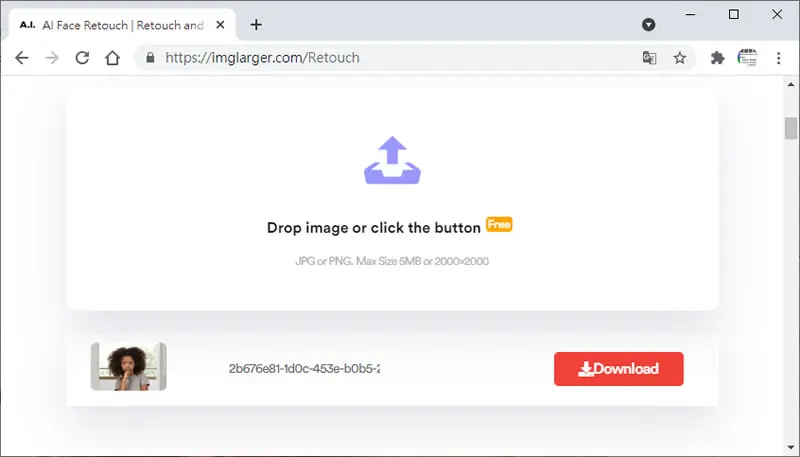 A.I. AI Face Retouch | Retouch and
https://imglarger.com/Retouch
Drop image or click the button Free
JPG or PNG. Max Size 5MB or 2000×2000
2b676e81-1d0c-453e-b0b5-2
Download